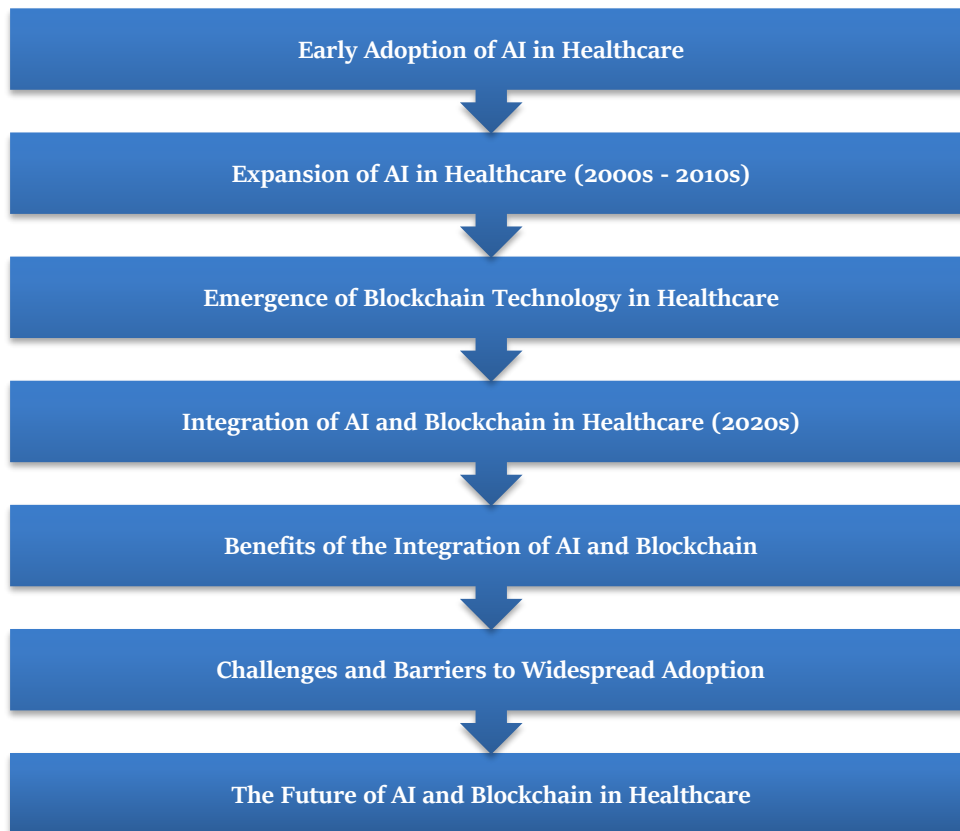 Early Adoption of AI in Healthcare
Expansion of AI in Healthcare (2000s - 2010s)
Emergence of Blockchain Technology in Healthcare
Integration of AI and Blockchain in Healthcare (2020s)
Benefits of the Integration of AI and Blockchain
Challenges and Barriers to Widespread Adoption
The Future of AI and Blockchain in Healthcare